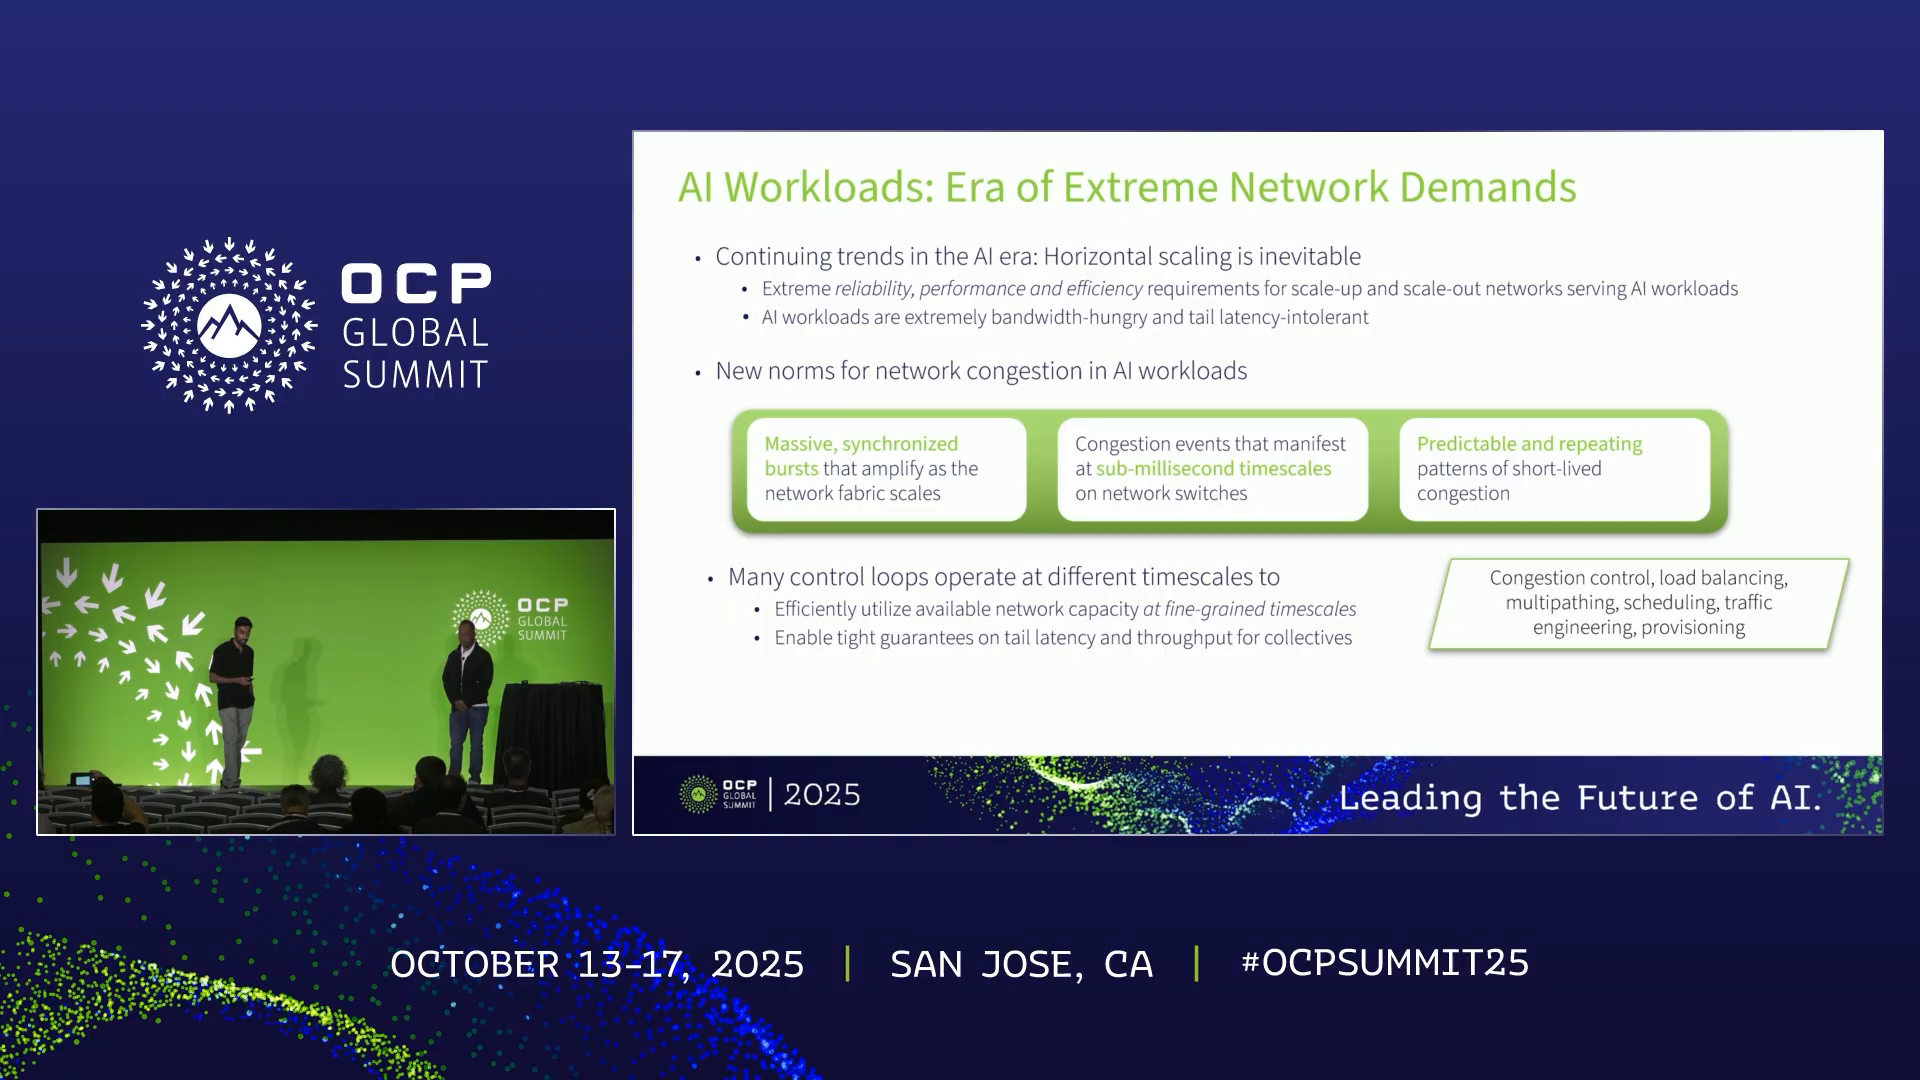 OCP
GLOBAL
SUMMIT
OCP
GLOBAL
SUMMIT
AI Workloads: Era of Extreme Network Demands
• Continuing trends in the AI era: Horizontal scaling is inevitable
• Extreme reliability, performance and efficiency requirements for scale-up and scale-out networks serving AI workloads
• AI workloads are extremely bandwidth-hungry and tail latency-intolerant
• New norms for network congestion in AI workloads
Massive, synchronized
bursts that amplify as the
network fabric scales
Congestion events that manifest
at sub-millisecond timescales
on network switches
Predictable and repeating
patterns of short-lived
congestion
• Many control loops operate at different timescales to
• Efficiently utilize available network capacity at fine-grained timescales
• Enable tight guarantees on tail latency and throughput for collectives
Congestion control, load balancing,
multipathing, scheduling, traffic
engineering, provisioning
OCP
GLOBAL
SUMMIT
2025
Leading the Future of AI.
OCTOBER 13-17, 2025 | SAN JOSE, CA | #OCPSUMMIT25